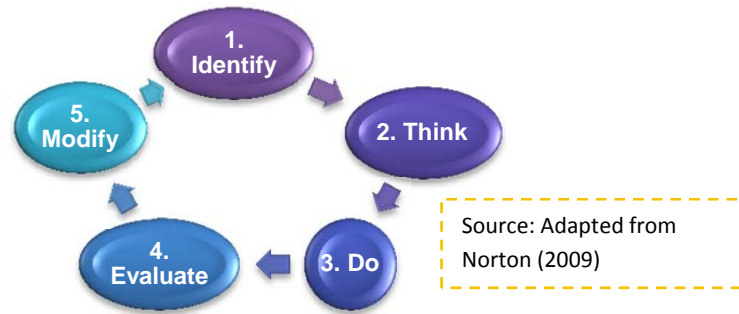 1.
Identify
2. Think
3. Do
4.
Evaluate
5.
Modify
Source: Adapted from
Norton (2009)